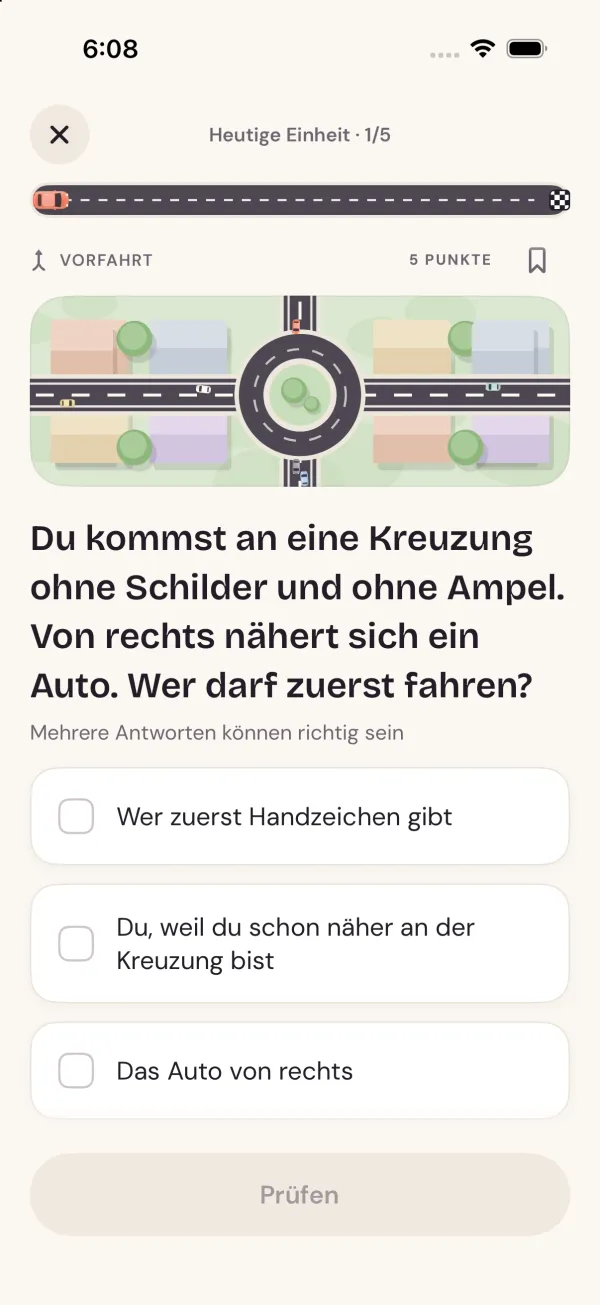 6:08
Heutige Einheit · 1/5
VORFAHRT
5 PUNKTE
Du kommst an eine Kreuzung
ohne Schilder und ohne Ampel.
Von rechts nähert sich ein
Auto. Wer darf zuerst fahren?
Mehrere Antworten können richtig sein
Wer zuerst Handzeichen gibt
Du, weil du schon näher an der
Kreuzung bist
Das Auto von rechts
Prüfen